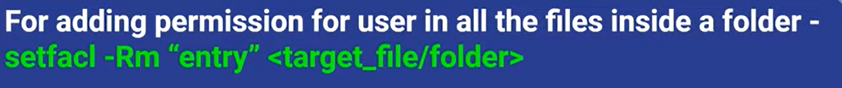 For adding permission for user in all the files inside a folder -
setfacl -Rm “entry” <target_file/folder>